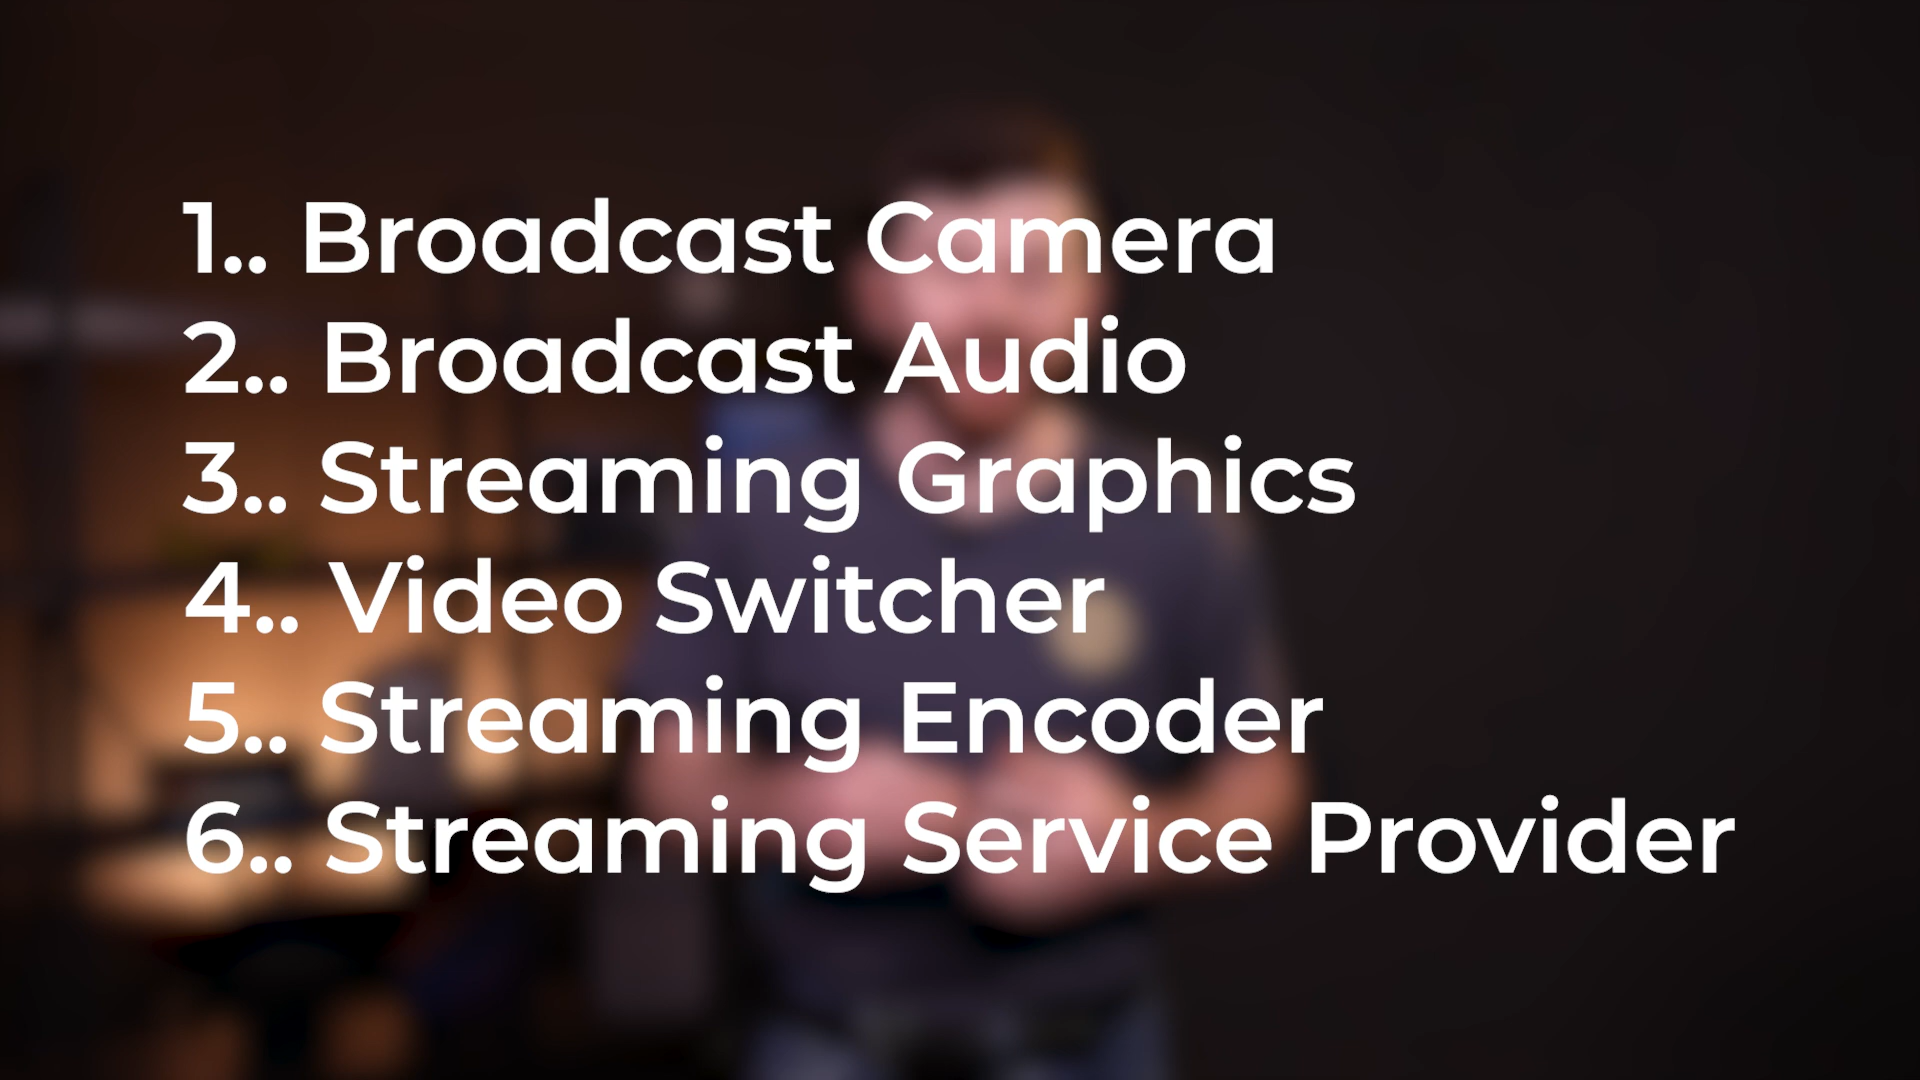 1.. Broadcast Camera
2.. Broadcast Audio
3.. Streaming Graphics
4.. Video Switcher
5.. Streaming Encoder
6.. Streaming Service Provider